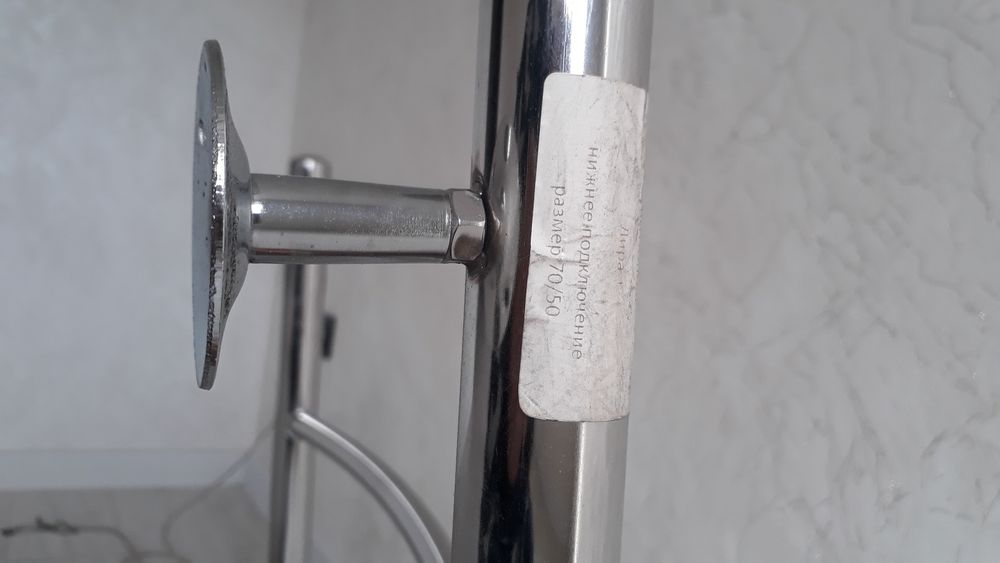 Лира
нижнее подключение
размер 70/50